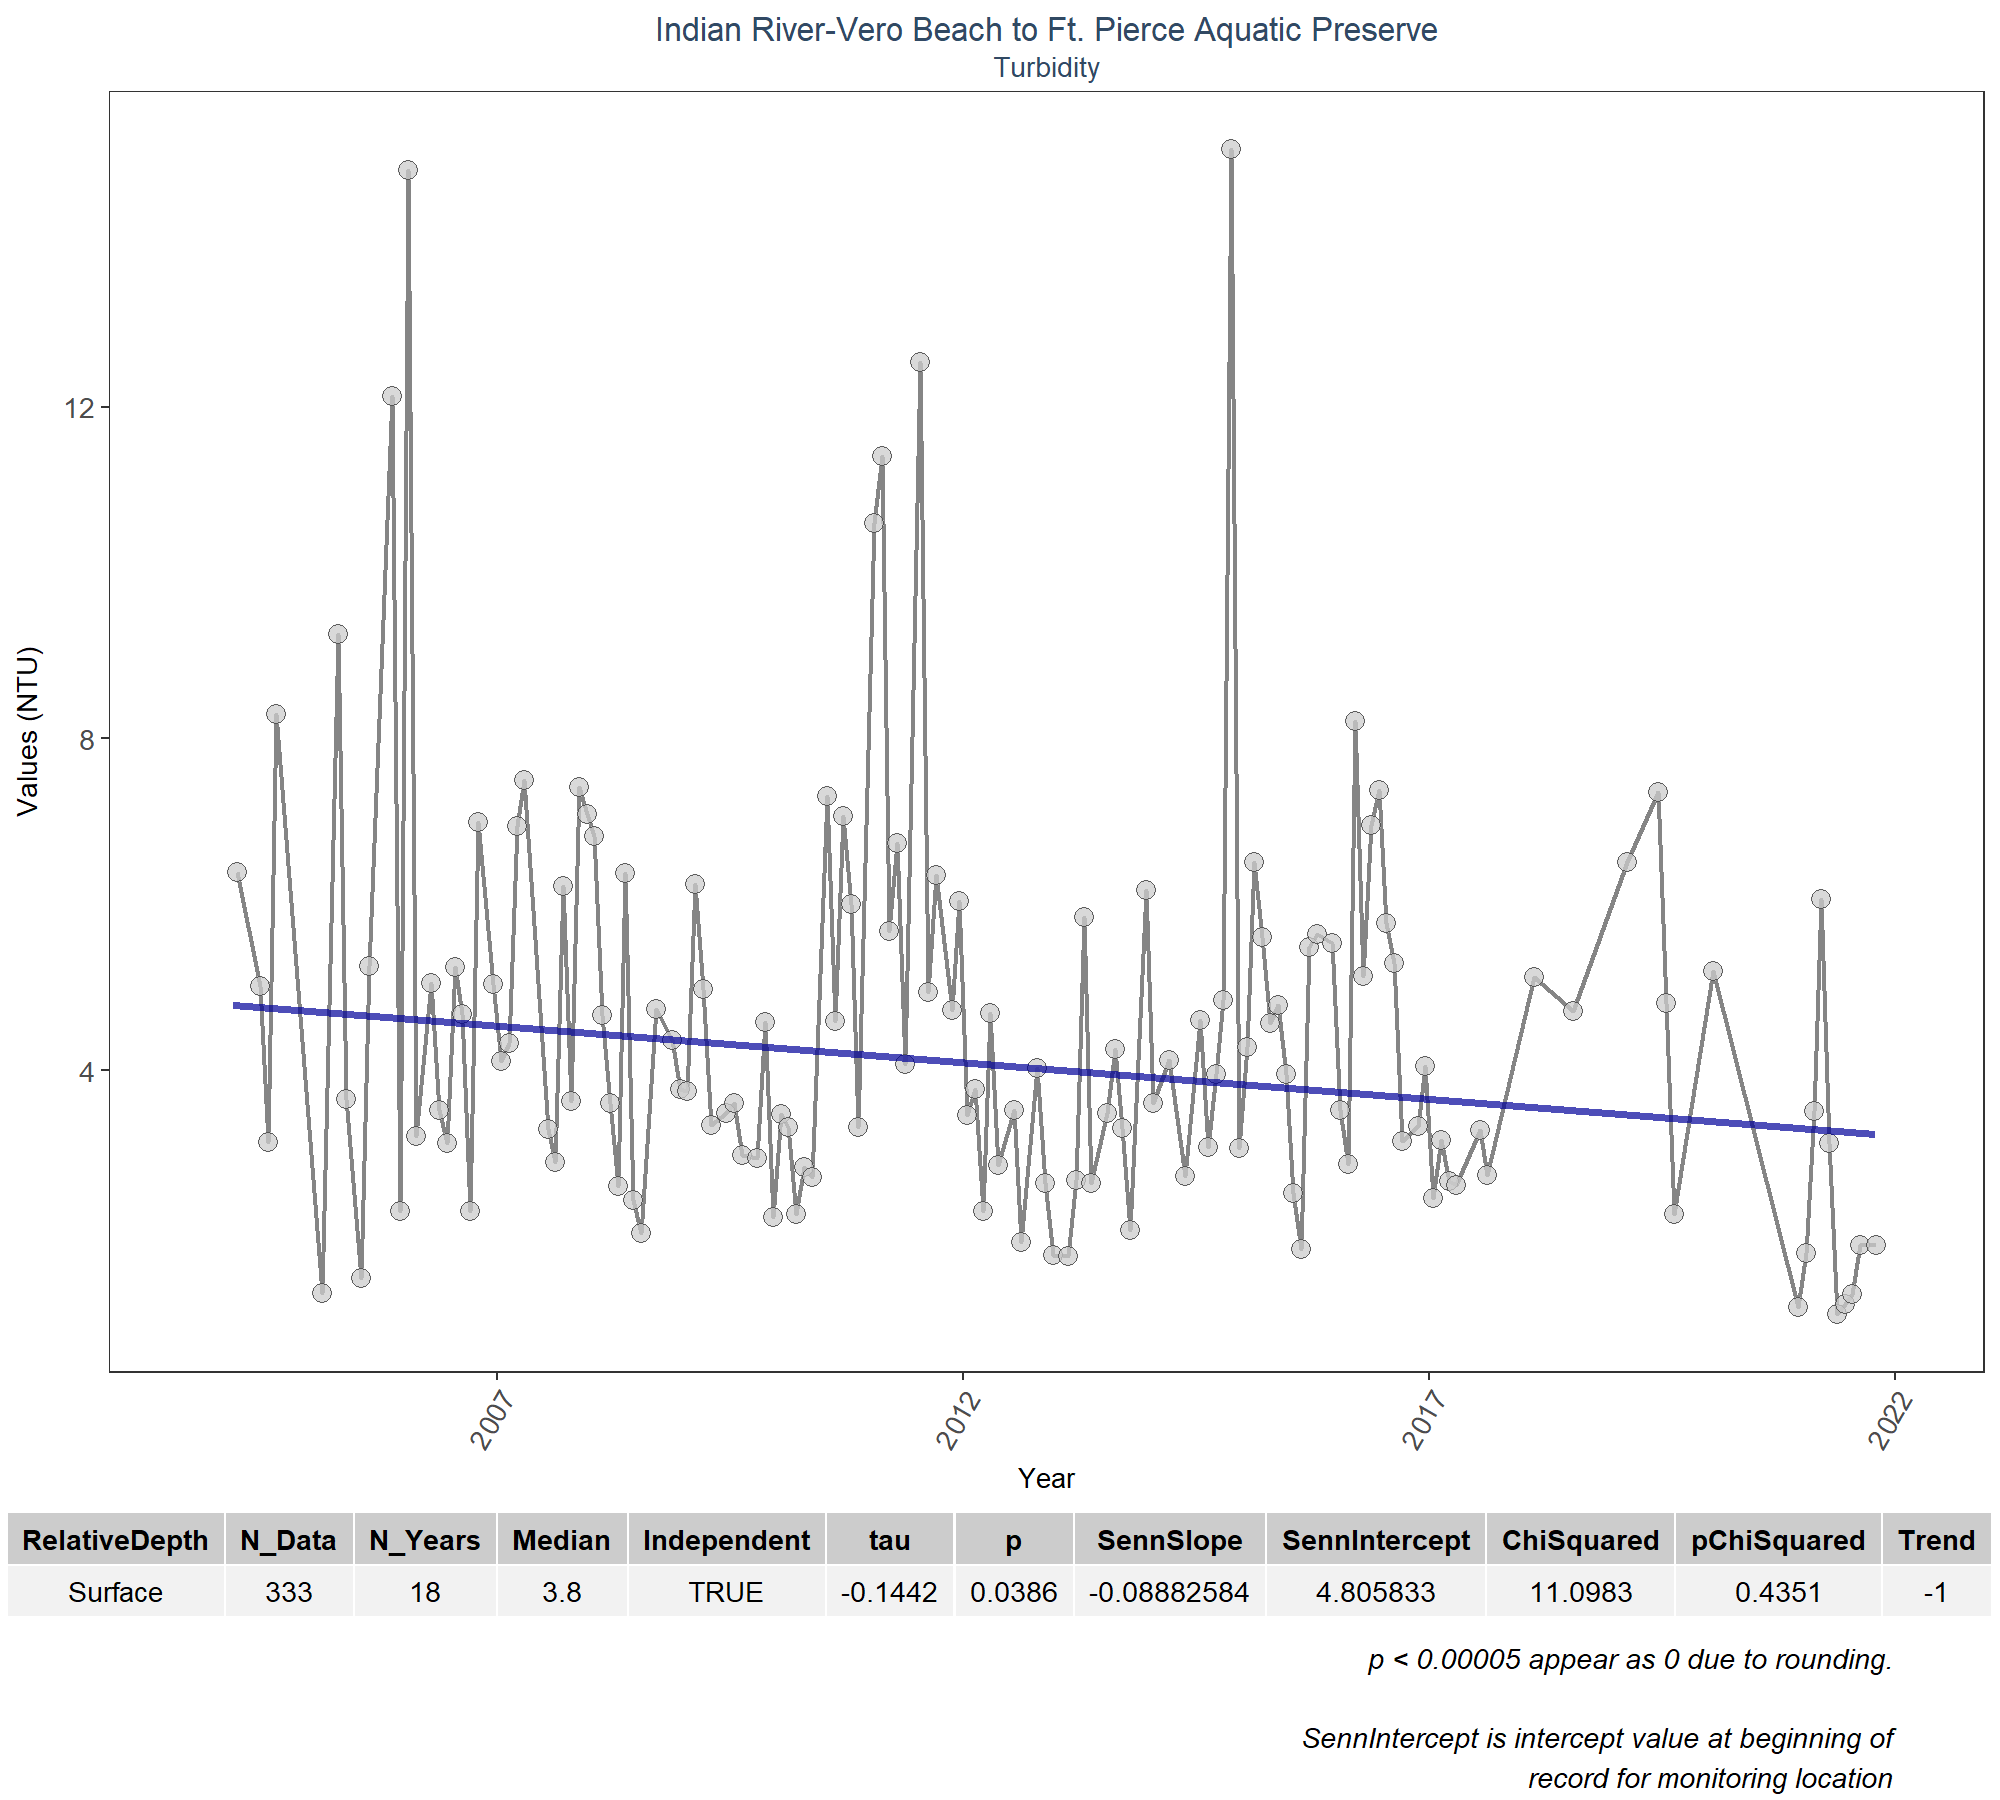 Indian River-Vero Beach to Ft. Pierce Aquatic Preserve
Turbidity
Values (NTU)
12
8
4
2007 2012 2017 2022
Year
RelativeDepth N_Data N_Years Median Independent tau p SennSlope SennIntercept ChiSquared pChiSquared Trend
Surface 333 18 3.8 TRUE -0.1442 0.0386 -0.08882584 4.805833 11.0983 0.4351 -1
p < 0.00005 appear as 0 due to rounding.
SennIntercept is intercept value at beginning of
record for monitoring location